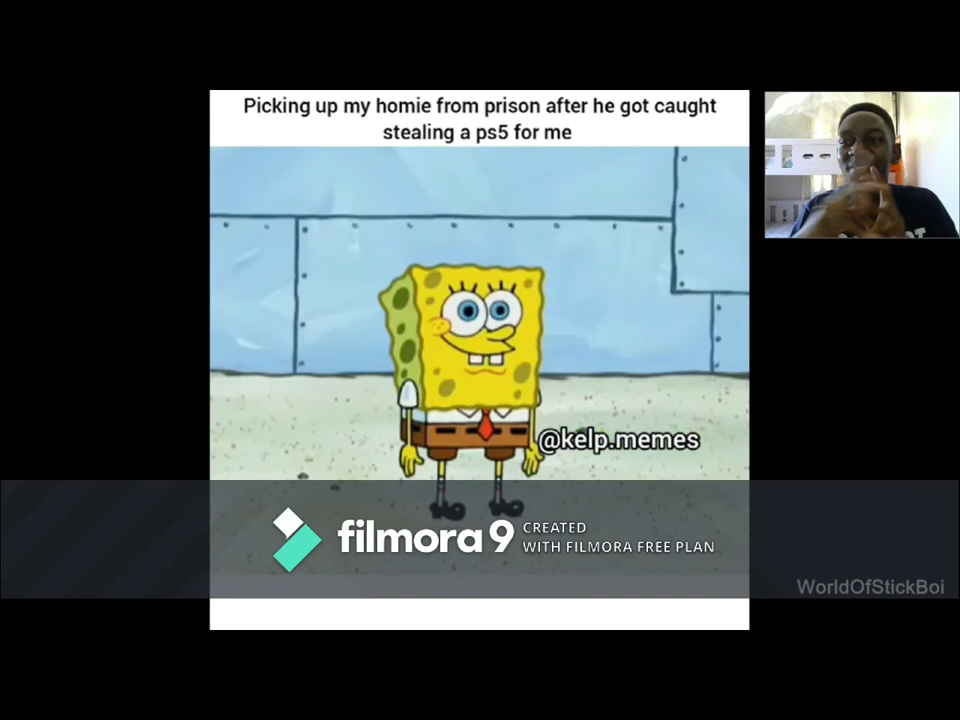 Picking up my homie from prison after he got caught
stealing a ps5 for me
@kelp.memes
filmora 9 CREATED
WITH FILMORA FREE PLAN
WorldOfStickBoi